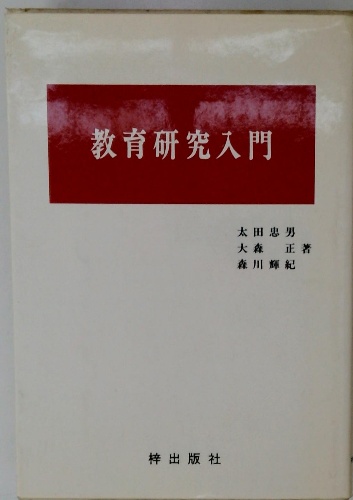 教育研究入門
太田忠男
大森 正著
森川輝紀
梓出版社